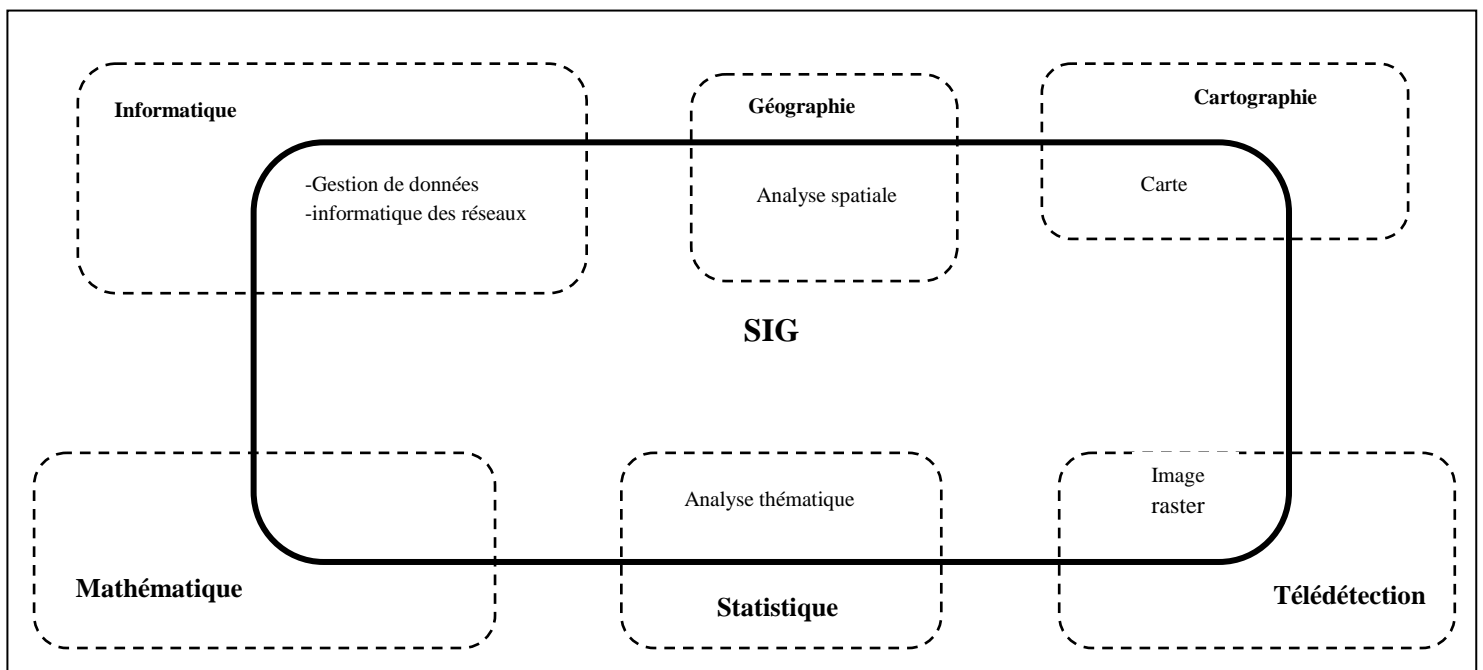 Informatique
Géographie
Cartographie
-Gestion de données
-informatique des réseaux
Analyse spatiale
Carte
SIG
Analyse thématique
Image
raster
Mathématique
Statistique
Télédétection